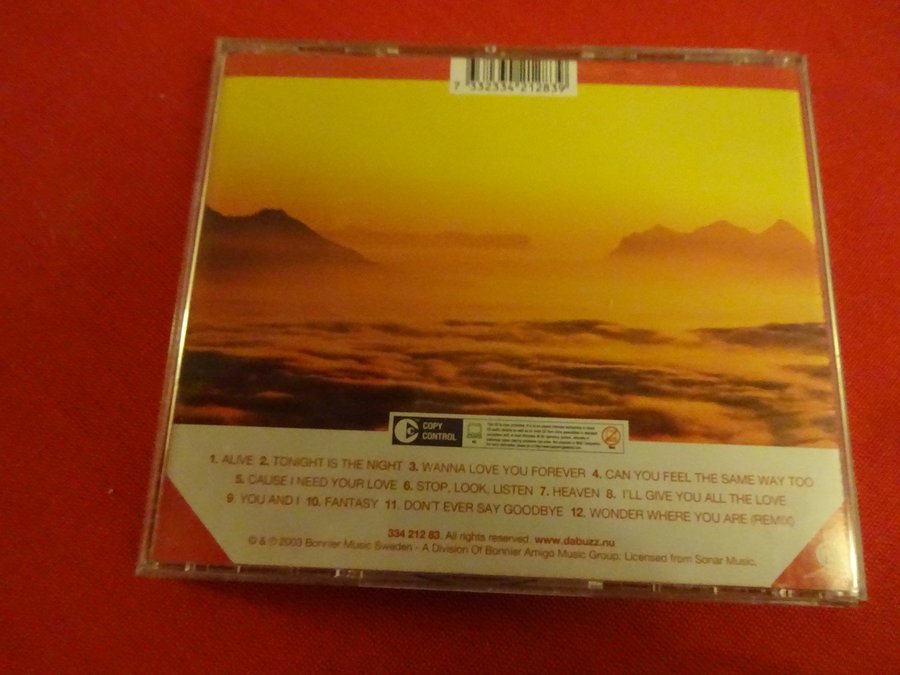 7 332334 212839
COPY
CONTROL
1. ALIVE 2. TONIGHT IS THE NIGHT 3. WANNA LOVE YOU FOREVER 4. CAN YOU FEEL THE SAME WAY TOO
5. CAUSE I NEED YOUR LOVE 6. STOP, LOOK, LISTEN 7. HEAVEN 8. I'LL GIVE YOU ALL THE LOVE
9. YOU AND I 10. FANTASY 11. DON'T EVER SAY GOODBYE 12. WONDER WHERE YOU ARE (REMIX)
334 212 83. All rights reserved. www.dabuzz.nu
© & ℗ 2003 Bonnier Music Sweden - A Division Of Bonnier Amigo Music Group. Licensed from Sonar Music.